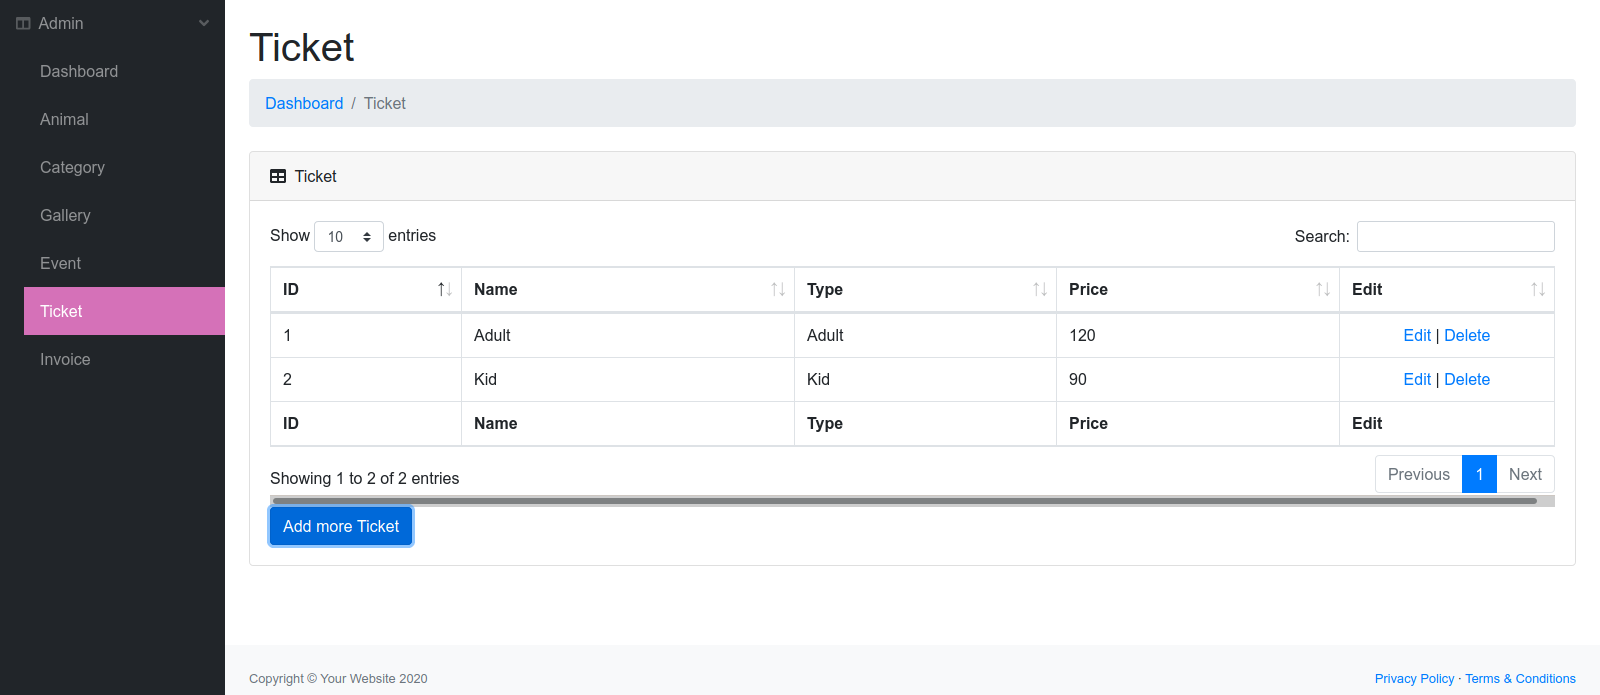 Admin
Dashboard
Animal
Category
Gallery
Event
Ticket
Invoice
Ticket
Dashboard / Ticket
Ticket
Show 10 entries
Search:
ID Name Type Price Edit
1 Adult Adult 120 Edit | Delete
2 Kid Kid 90 Edit | Delete
ID Name Type Price Edit
Showing 1 to 2 of 2 entries
Previous 1 Next
Add more Ticket
Copyright © Your Website 2020
Privacy Policy · Terms & Conditions